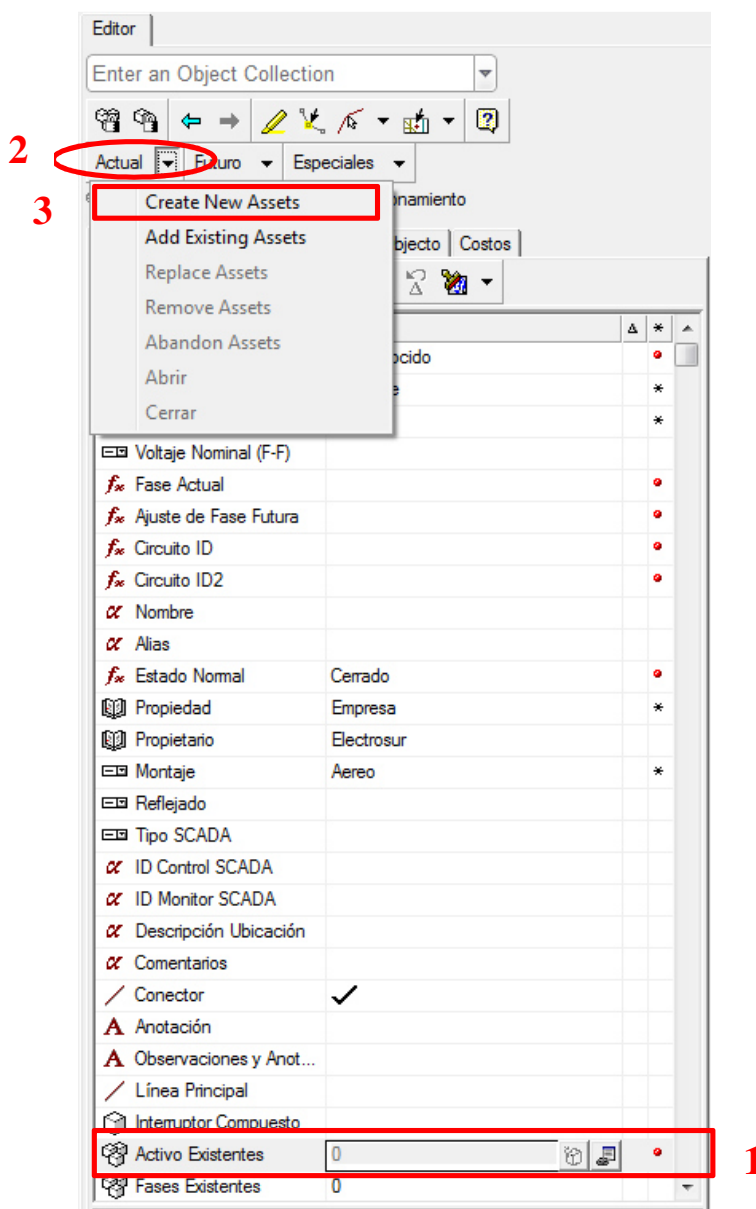 Editor
Enter an Object Collection
2
Actual Futuro Especiales
3
Create New Assets
Add Existing Assets
bjecto Costos
Replace Assets
Remove Assets
Abandon Assets
Abrir
Cerrar
Voltaje Nominal (F-F)
Fase Actual
Ajuste de Fase Futura
Circuito ID
Circuito ID2
Nombre
Alias
Estado Normal Cerrado
Propiedad Empresa *
Propietario Electrosur
Montaje Aereo *
Reflejado
Tipo SCADA
ID Control SCADA
ID Monitor SCADA
Descripción Ubicación
Comentarios
Conector
A Anotación
A Observaciones y Anot...
Línea Principal
Interruptor Compuesto
Activo Existentes 0
1
Fases Existentes 0